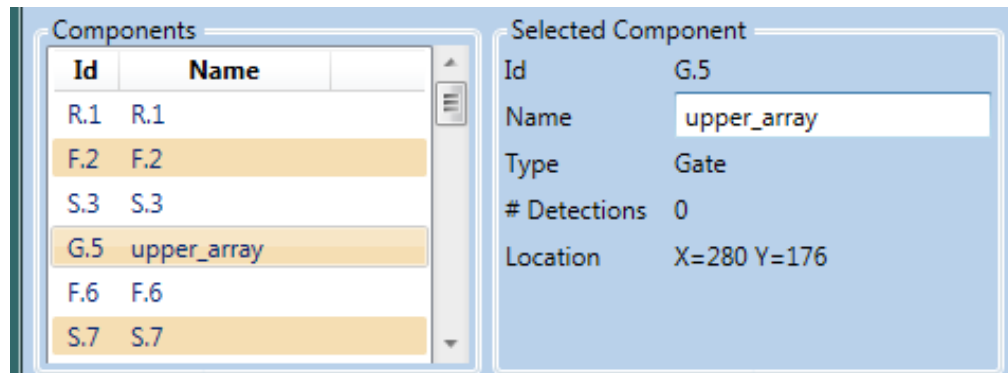 Components
Id Name
R.1 R.1
F.2 F.2
S.3 S.3
G.5 upper_array
F.6 F.6
S.7 S.7
Selected Component
Id G.5
Name upper_array
Type Gate
# Detections 0
Location X=280 Y=176